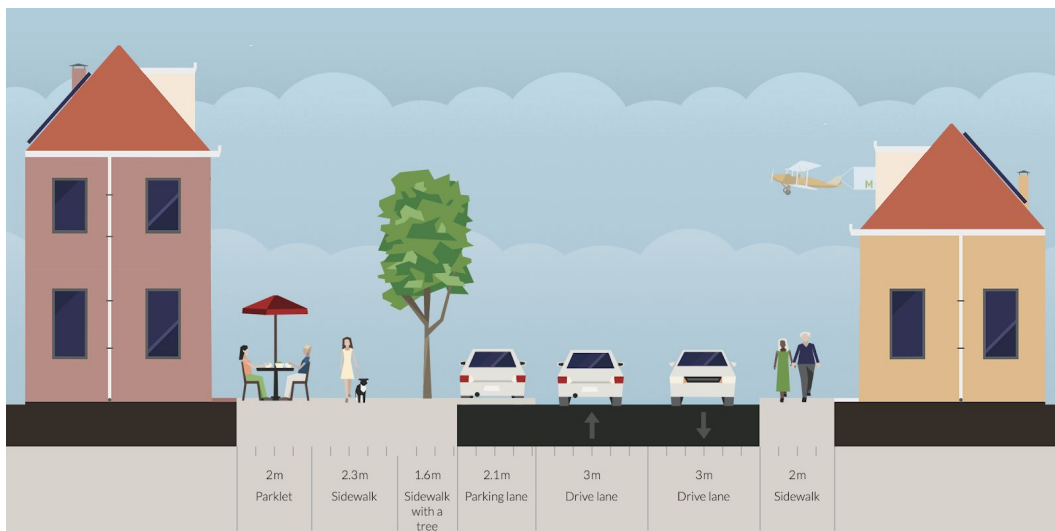 M
2m
Parklet
2.3m
Sidewalk
1.6m
Sidewalk
with a
tree
2.1m
Parking lane
3m
Drive lane
3m
Drive lane
2m
Sidewalk